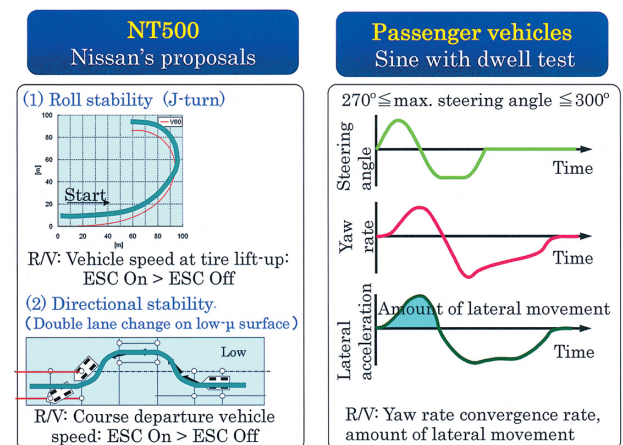 NT500
Nissan's proposals
(1) Roll stability (J-turn)
100
80
60
40
20
0
[m]
V60
Start
0 20 40 60 80 100
[m]
R/V: Vehicle speed at tire lift-up:
ESC On > ESC Off
(2) Directional stability
(Double lane change on low-μ surface)
Low
R/V: Course departure vehicle
speed: ESC On > ESC Off
Passenger vehicles
Sine with dwell test
270°≦max. steering angle ≦300°
Steering
angle
Time
Yaw
rate
Time
Lateral
acceleration
Amount of lateral movement
Time
R/V: Yaw rate convergence rate,
amount of lateral movement